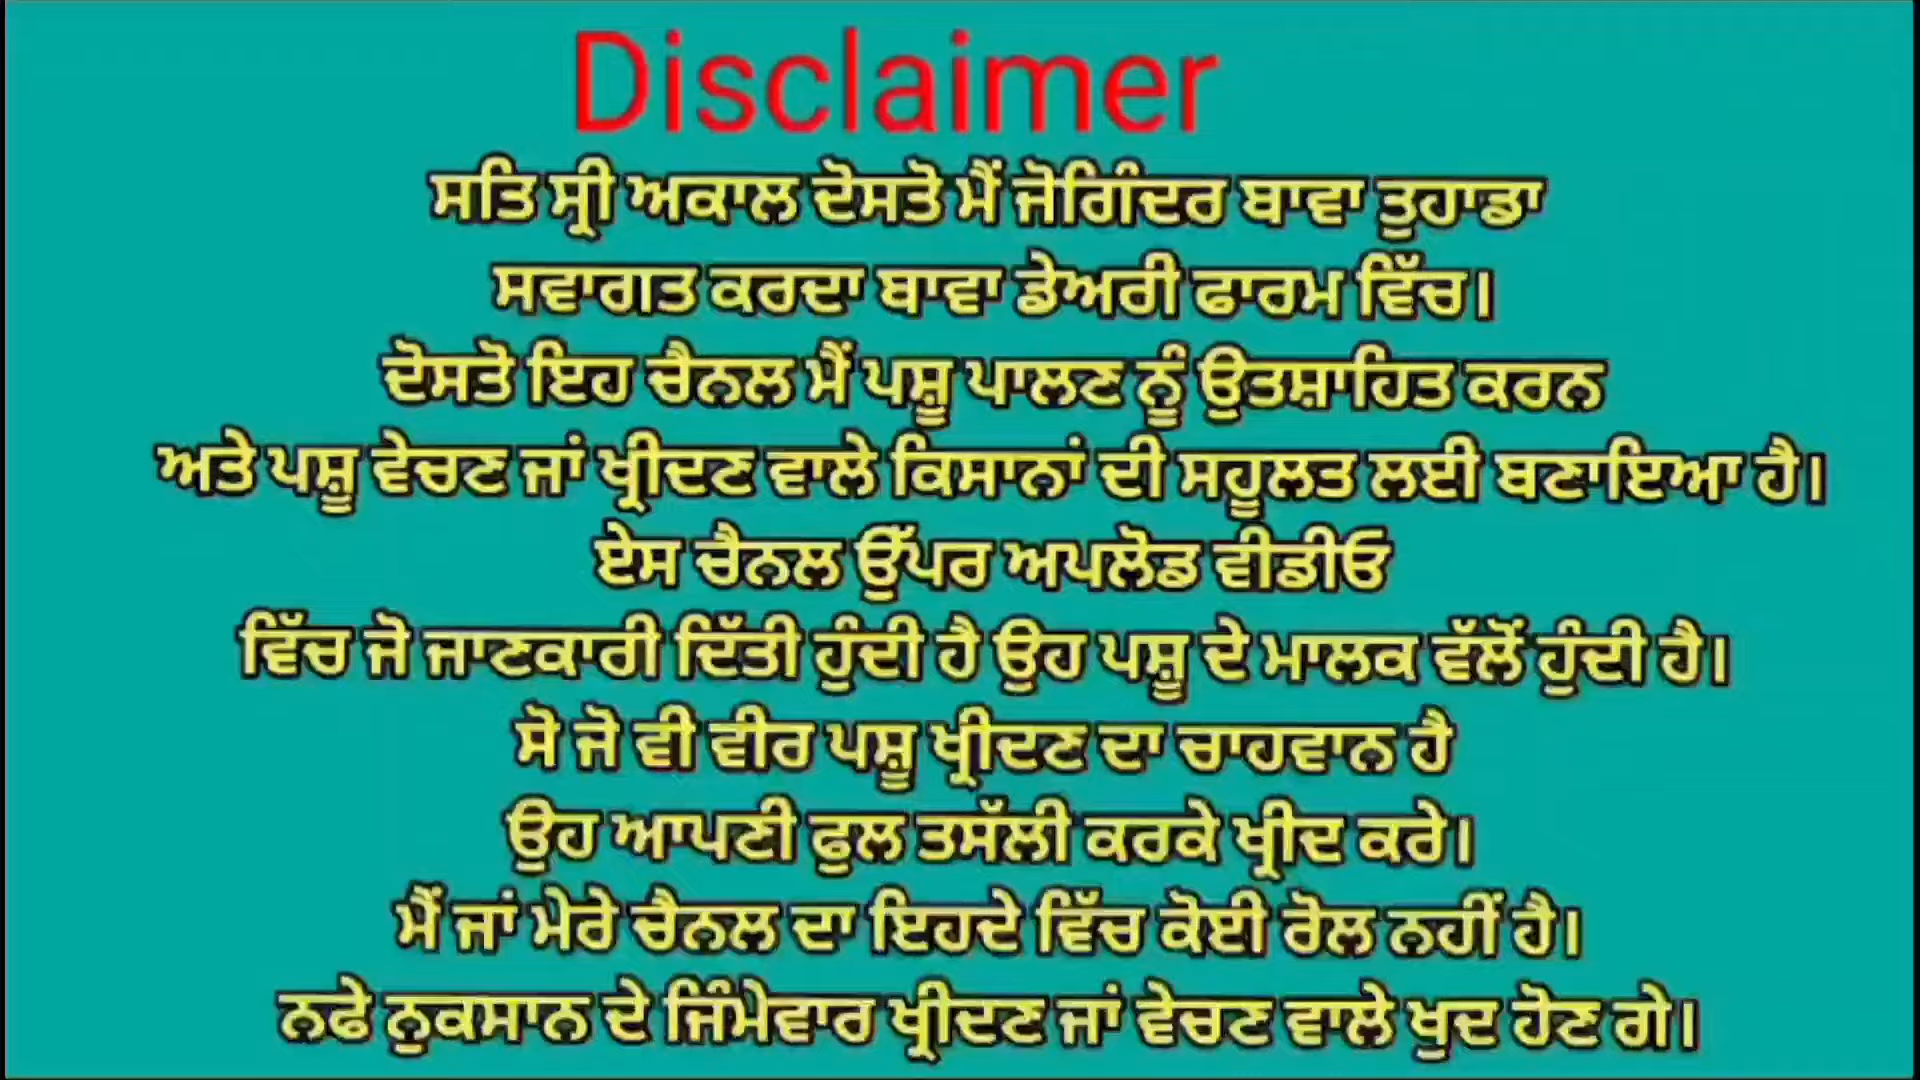 Disclaimer
ਸਤਿ ਸ੍ਰੀ ਅਕਾਲ ਦੋਸਤੋ ਮੈਂ ਜੋਗਿੰਦਰ ਬਾਵਾ ਤੁਹਾਡਾ
ਸਵਾਗਤ ਕਰਦਾ ਬਾਵਾ ਡੇਅਰੀ ਫਾਰਮ ਵਿੱਚ।
ਦੋਸਤੋ ਇਹ ਚੈਨਲ ਮੈਂ ਪਸ਼ੂ ਪਾਲਣ ਨੂੰ ਉਤਸ਼ਾਹਿਤ ਕਰਨ
ਅਤੇ ਪਸ਼ੂ ਵੇਚਣ ਜਾਂ ਖ੍ਰੀਦਣ ਵਾਲੇ ਕਿਸਾਨਾਂ ਦੀ ਸਹੂਲਤ ਲਈ ਬਣਾਇਆ ਹੈ।
ਏਸ ਚੈਨਲ ਉੱਪਰ ਅਪਲੋਡ ਵੀਡੀਓ
ਵਿੱਚ ਜੋ ਜਾਣਕਾਰੀ ਦਿੱਤੀ ਹੁੰਦੀ ਹੈ ਉਹ ਪਸ਼ੂ ਦੇ ਮਾਲਕ ਵੱਲੋਂ ਹੁੰਦੀ ਹੈ।
ਸੋ ਜੋ ਵੀ ਵੀਰ ਪਸ਼ੂ ਖ੍ਰੀਦਣ ਦਾ ਚਾਹਵਾਨ ਹੈ
ਉਹ ਆਪਣੀ ਫੁਲ ਤਸੱਲੀ ਕਰਕੇ ਖ੍ਰੀਦ ਕਰੇ।
ਮੈਂ ਜਾਂ ਮੇਰੇ ਚੈਨਲ ਦਾ ਇਹਦੇ ਵਿੱਚ ਕੋਈ ਰੋਲ ਨਹੀਂ ਹੈ।
ਨਫੇ ਨੁਕਸਾਨ ਦੇ ਜਿੰਮੇਵਾਰ ਖ੍ਰੀਦਣ ਜਾਂ ਵੇਚਣ ਵਾਲੇ ਖੁਦ ਹੋਣ ਗੇ।